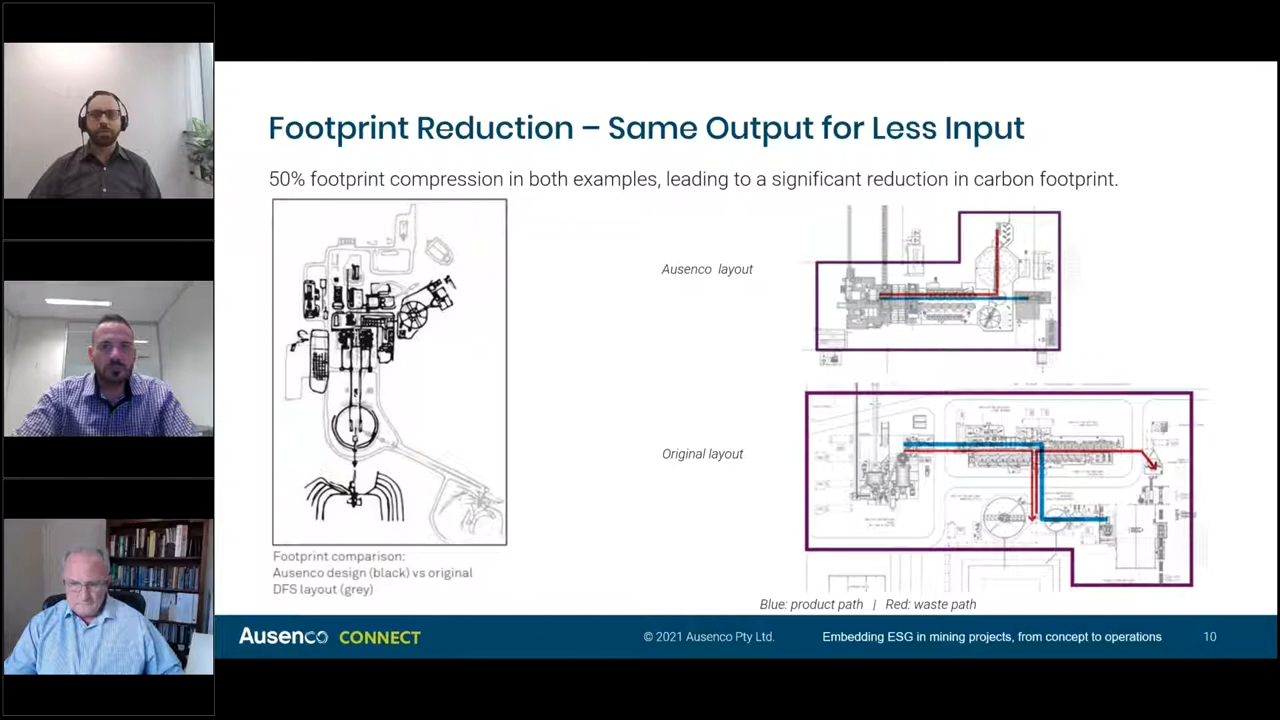 Footprint Reduction – Same Output for Less Input
50% footprint compression in both examples, leading to a significant reduction in carbon footprint.
Ausenco layout
Original layout
Footprint comparison:
Ausenco design (black) vs original
DFS layout (grey)
Blue: product path | Red: waste path
Ausenco CONNECT
© 2021 Ausenco Pty Ltd.
Embedding ESG in mining projects, from concept to operations
10